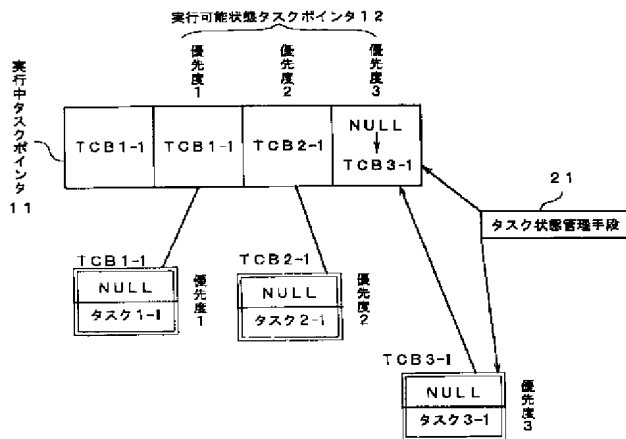 実行可能状態タスクポインタ12
優先度1
優先度2
優先度3
実行中タスクポインタ11
TCB1-1
TCB1-1
TCB2-1
NULL
TCB3-1
21
タスク状態管理手段
TCB1-1
NULL
タスク1-1
優先度1
TCB2-1
NULL
タスク2-1
優先度2
TCB3-1
NULL
タスク3-1
優先度3